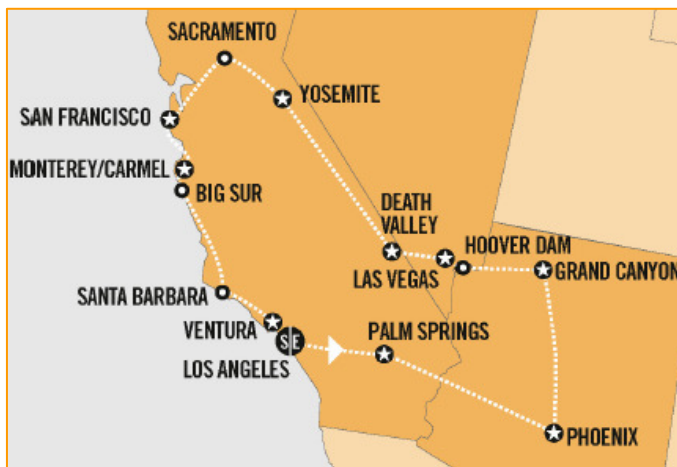 SACRAMENTO
YOSEMITE
SAN FRANCISCO
MONTEREY/CARMEL
BIG SUR
DEATH
VALLEY
HOOVER DAM
LAS VEGAS
GRAND CANYON
SANTA BARBARA
VENTURA
PALM SPRINGS
SE
LOS ANGELES
PHOENIX